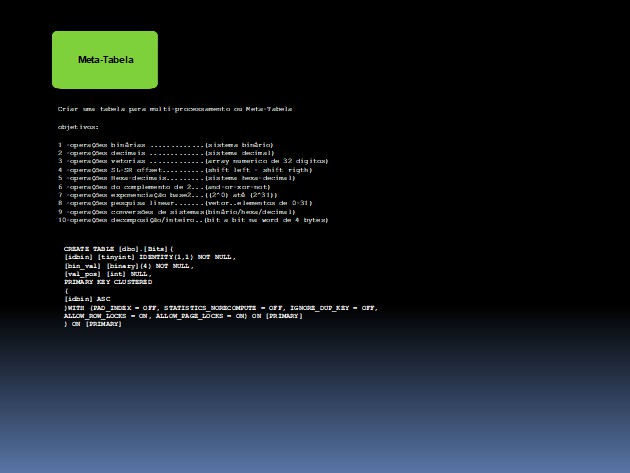 Meta-Tabela
Criar uma tabela para multi-processamento ou Meta-Tabela
objetivos:
1 -operações binárias .............(sistema binário)
2 -operações decimais .............(sistema decimal)
3 -operações vetorias .............(array numerico de 32 digitos)
4 -operações SL-SR offset..........(shift left - shift rigth)
5 -operações Hexa-decimais.........(sistema hexa-decimal)
6 -operações do complemento de 2...(and-or-xor-not)
7 -operações exponenciação base2...((2^0) até (2^31))
8 -operações pesquisa linear.......(vetor..elementos de 0-31)
9 -operações conversões de sistemas(binário/hexa/decimal)
10-operações decomposição/inteiro..(bit a bit na word de 4 bytes)
CREATE TABLE [dbo].[Bits](
[idbin] [tinyint] IDENTITY(1,1) NOT NULL,
[bin_val] [binary](4) NOT NULL,
[val_pos] [int] NULL,
PRIMARY KEY CLUSTERED
(
[idbin] ASC
)WITH (PAD_INDEX = OFF, STATISTICS_NORECOMPUTE = OFF, IGNORE_DUP_KEY = OFF,
ALLOW_ROW_LOCKS = ON, ALLOW_PAGE_LOCKS = ON) ON [PRIMARY]
) ON [PRIMARY]